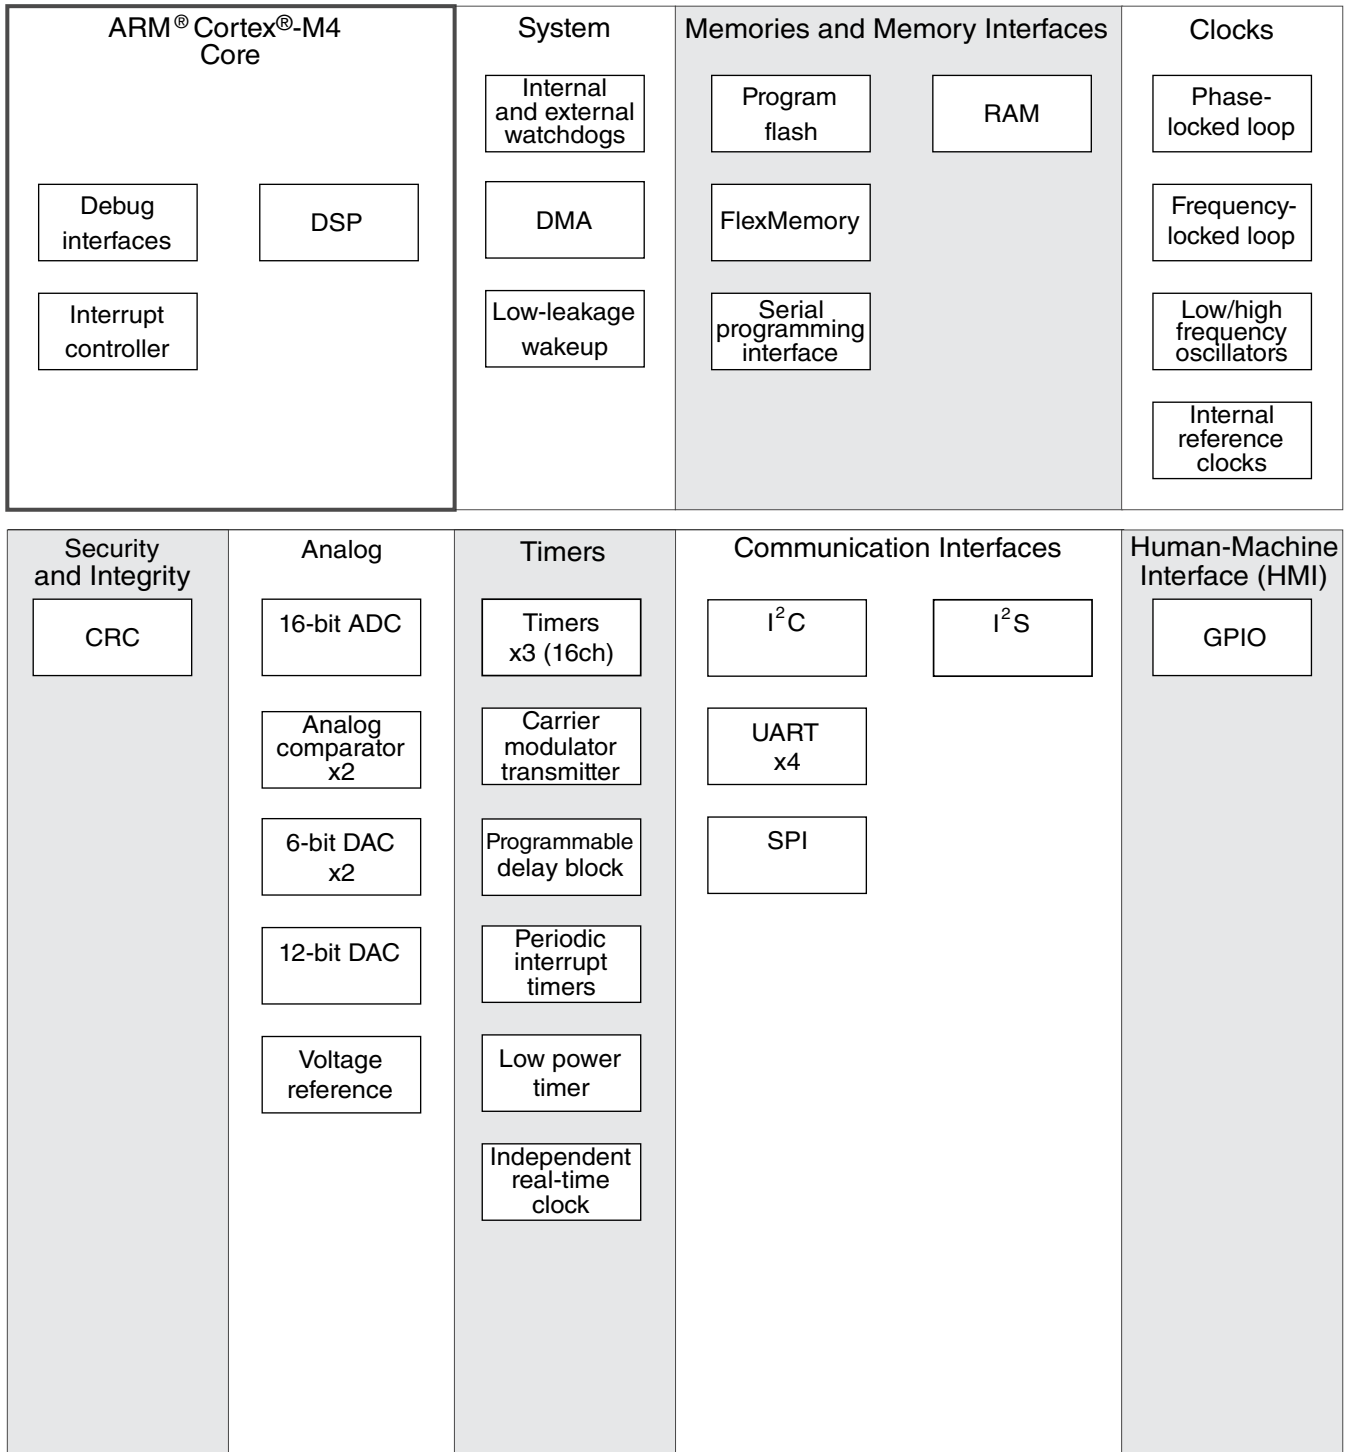 ARM® Cortex®-M4
Core
Debug
interfaces
DSP
Interrupt
controller
System
Internal
and external
watchdogs
DMA
Low-leakage
wakeup
Memories and Memory Interfaces
Program
flash
RAM
FlexMemory
Serial
programming
interface
Clocks
Phase-
locked loop
Frequency-
locked loop
Low/high
frequency
oscillators
Internal
reference
clocks
Security
and Integrity
CRC
Analog
16-bit ADC
Analog
comparator
x2
6-bit DAC
x2
12-bit DAC
Voltage
reference
Timers
Timers
x3 (16ch)
Carrier
modulator
transmitter
Programmable
delay block
Periodic
interrupt
timers
Low power
timer
Independent
real-time
clock
Communication Interfaces
I²C
I²S
UART
x4
SPI
Human-Machine
Interface (HMI)
GPIO